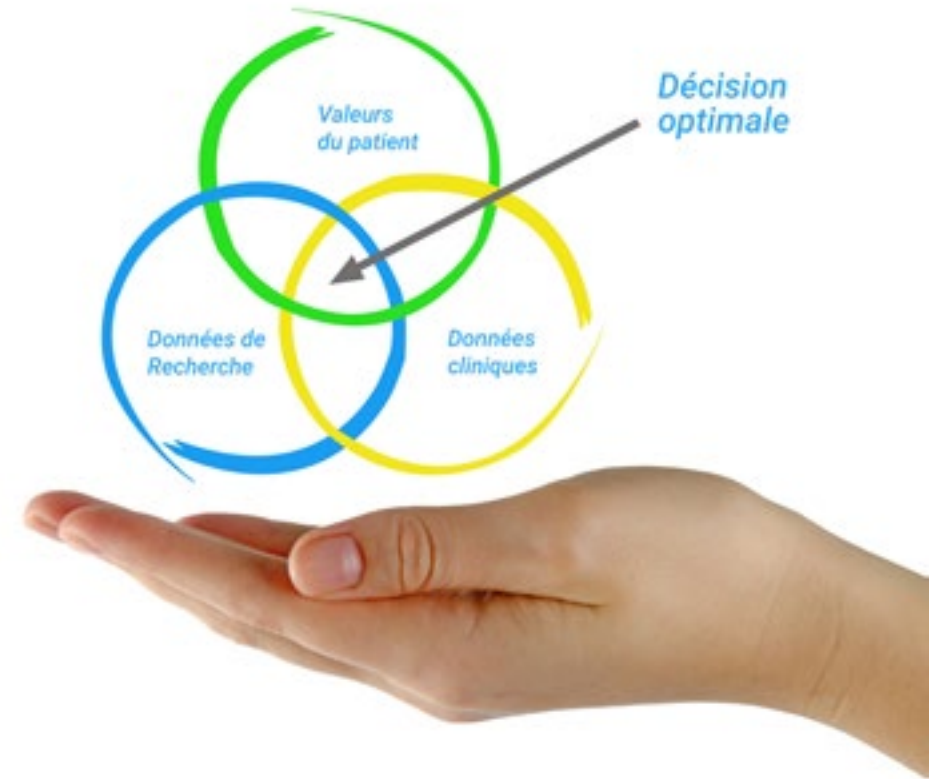 Valeurs
du patient
Décision
optimale
Données de
Recherche
Données
cliniques